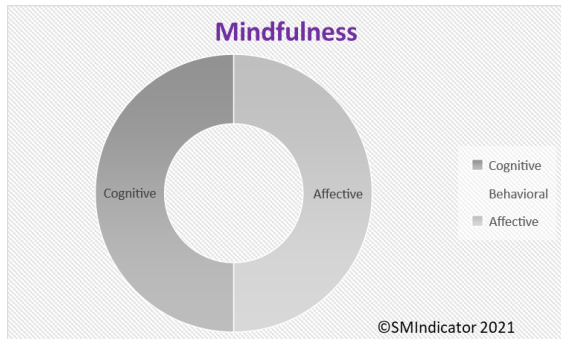 Mindfulness
Cognitive
Affective
Cognitive
Behavioral
Affective
©SMIndicator 2021